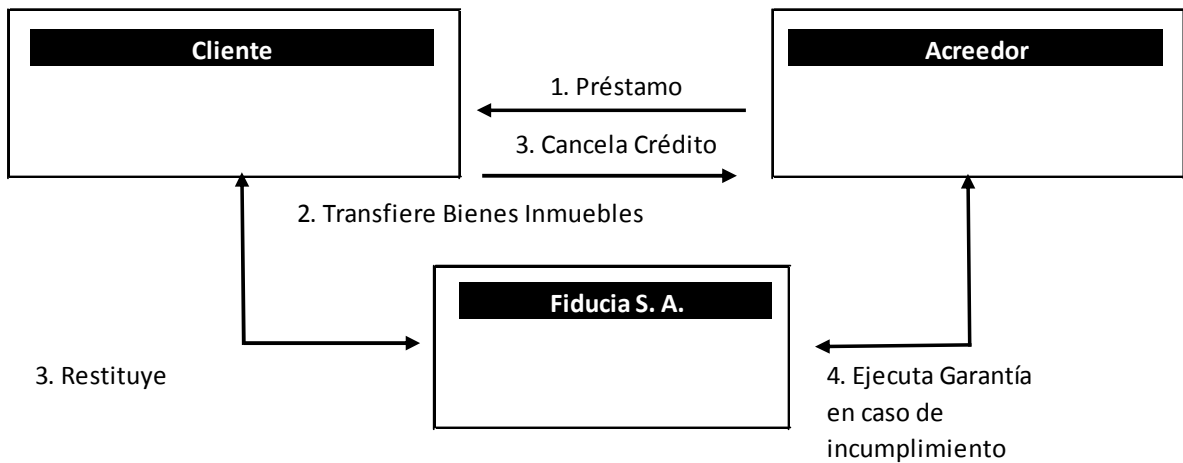 Cliente
Acreedor
1. Préstamo
3. Cancela Crédito
2. Transfiere Bienes Inmuebles
Fiducia S. A.
3. Restituye
4. Ejecuta Garantía
en caso de
incumplimiento